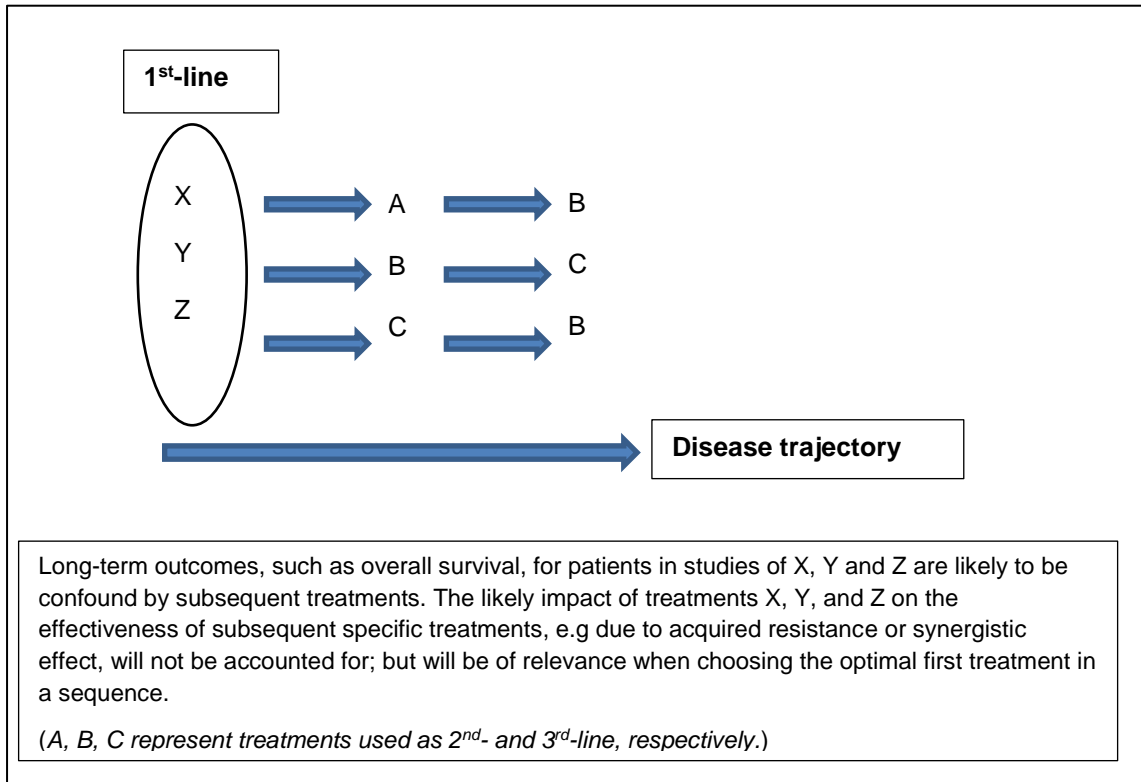 1st-line
X
A
B
Y
B
C
Z
C
B
Disease trajectory
Long-term outcomes, such as overall survival, for patients in studies of X, Y and Z are likely to be
confound by subsequent treatments. The likely impact of treatments X, Y, and Z on the
effectiveness of subsequent specific treatments, e.g due to acquired resistance or synergistic
effect, will not be accounted for; but will be of relevance when choosing the optimal first treatment in
a sequence.
(A, B, C represent treatments used as 2nd- and 3rd-line, respectively.)